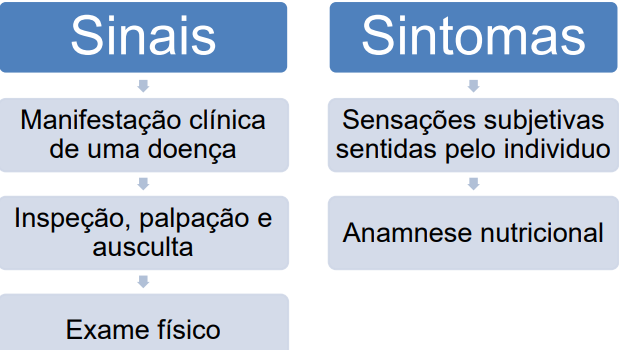 Sinais
Manifestação clínica
de uma doença
Inspeção, palpação e
ausculta
Exame físico
Sintomas
Sensações subjetivas
sentidas pelo individuo
Anamnese nutricional